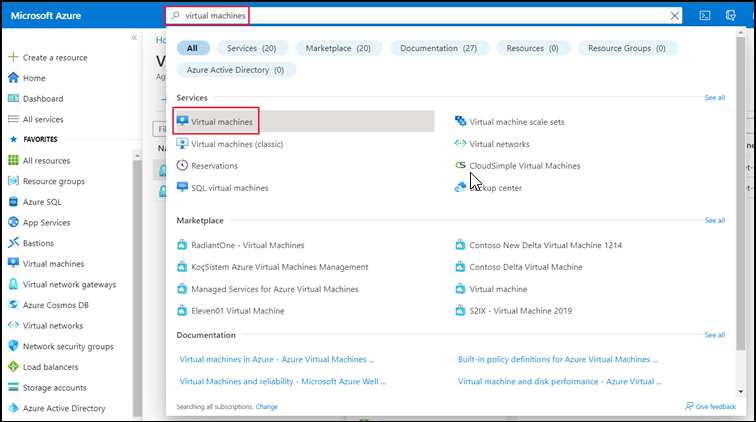 Microsoft Azure
virtual machines
Create a resource
Home
Dashboard
All services
FAVORITES
All resources
Resource groups
Azure SQL
App Services
Bastions
Virtual machines
Virtual network gateways
Azure Cosmos DB
Virtual networks
Network security groups
Load balancers
Storage accounts
Azure Active Directory
All
Services (20)
Marketplace (20)
Documentation (27)
Resources (0)
Resource Groups (0)
Azure Active Directory (0)
Services
See all
Virtual machines
Virtual machine scale sets
Virtual machines (classic)
Virtual networks
Reservations
CloudSimple Virtual Machines
SQL virtual machines
Backup center
Marketplace
See all
RadiantOne - Virtual Machines
Contoso New Delta Virtual Machine 1214
KoçSistem Azure Virtual Machines Management
Contoso Delta Virtual Machine
Managed Services for Azure Virtual Machines
Virtual machine
Eleven01 Virtual Machine
S2IX - Virtual Machine 2019
Documentation
See all
Virtual machines in Azure - Azure Virtual Machines ...
Built-in policy definitions for Azure Virtual Machines ...
Virtual Machines and reliability - Microsoft Azure Well ...
Virtual machine and disk performance - Azure Virtual ...
Searching all subscriptions. Change
Give feedback